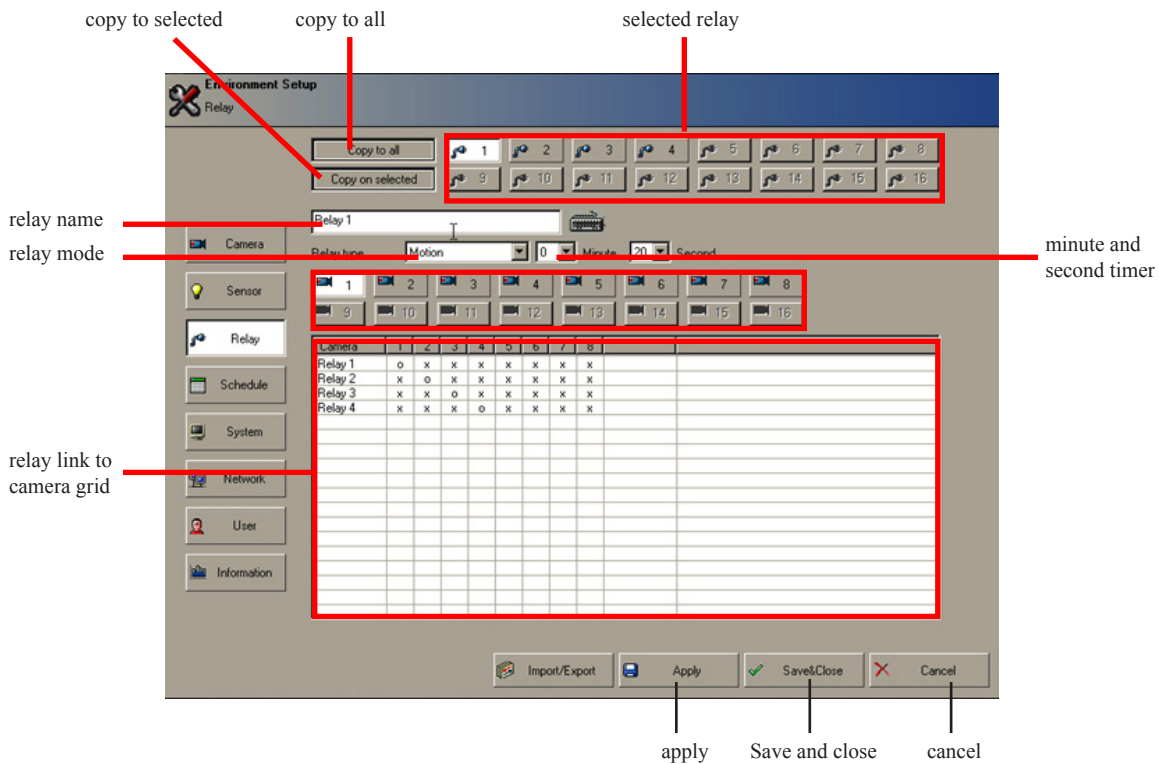 copy to selected copy to all selected relay
Environment Setup
Relay
Copy to all
1 2 3 4 5 6 7 8
Copy on selected
9 10 11 12 13 14 15 16
relay name
Relay 1
relay mode
Relay type Motion 0 Minute 20 Second
minute and
second timer
Camera
Sensor
Relay
Schedule
System
Network
User
Information
1 2 3 4 5 6 7 8
9 10 11 12 13 14 15 16
Camera 1 2 3 4 5 6 7 8
Relay 1 o x x x x x x x
Relay 2 x o x x x x x x
Relay 3 x x o x x x x x
Relay 4 x x x o x x x x
relay link to
camera grid
Import/Export Apply Save&Close Cancel
apply Save and close cancel